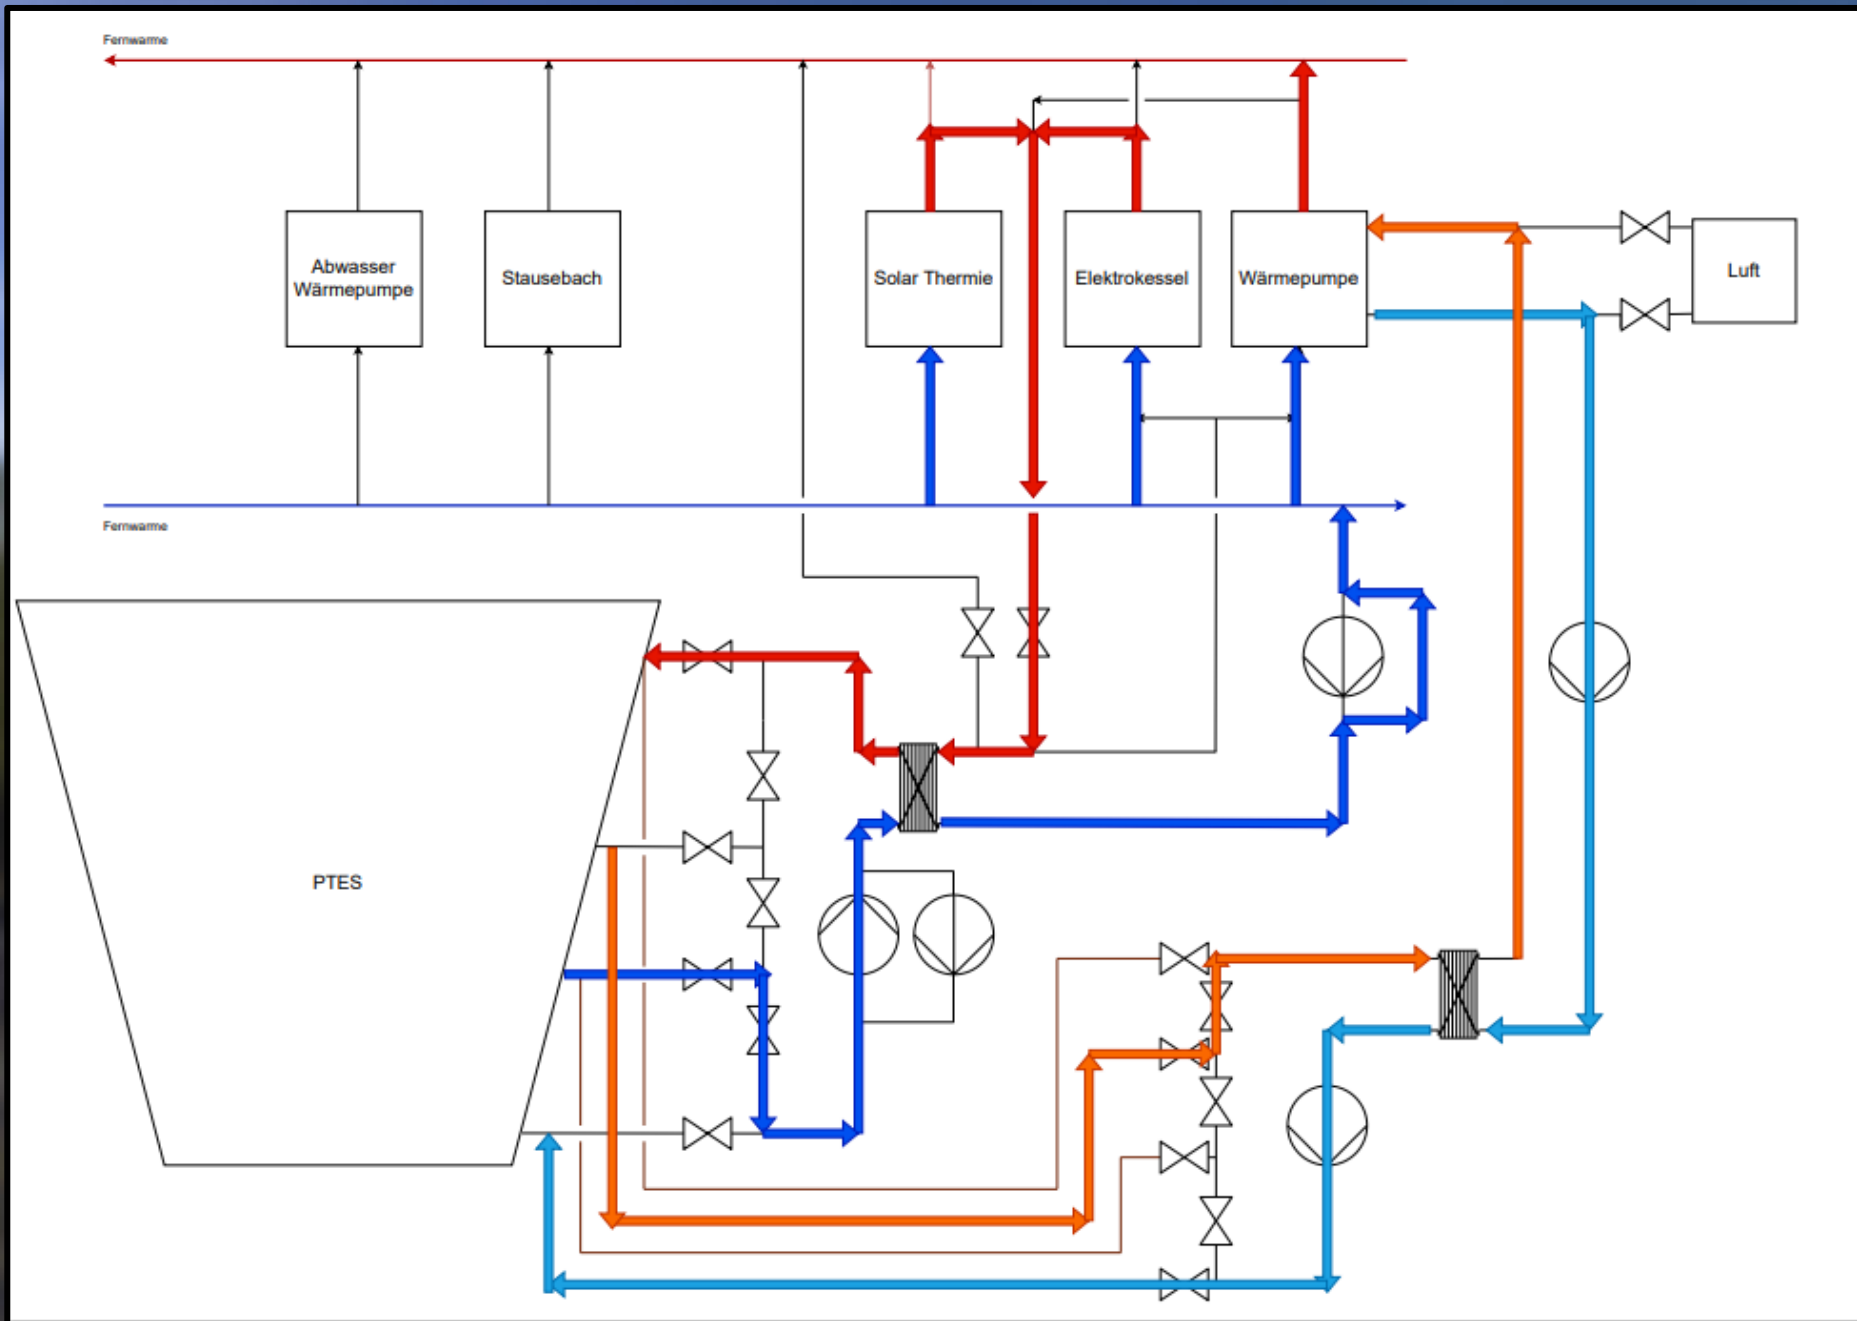 Fernwarme
Abwasser
Wärmepumpe
Stausebach
Solar Thermie
Elektrokessel
Wärmepumpe
Luft
Fernwarme
PTES